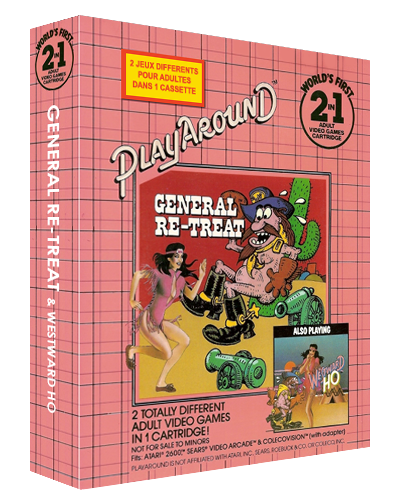 WORLD'S FIRST
2 IN 1
ADULT
VIDEO GAMES
CARTRIDGE
GENERAL RE-TREAT & WESTWARD HO
2 JEUX DIFFERENTS
POUR ADULTES
DANS 1 CASSETTE
PLAYAROUND™
WORLD'S FIRST
2 IN 1
ADULT
VIDEO GAMES
CARTRIDGE
GENERAL
RE-TREAT
ALSO PLAYING
WESTWARD
HO
2 TOTALLY DIFFERENT
ADULT VIDEO GAMES
IN 1 CARTRIDGE!
NOT FOR SALE TO MINORS
Fits: ATARI® 2600,™ SEARS® VIDEO ARCADE™ & COLECOVISION™ (with adapter)
PLAYAROUND IS NOT AFFILIATED WITH ATARI, INC., SEARS, ROEBUCK & CO. OR COLECO, INC.